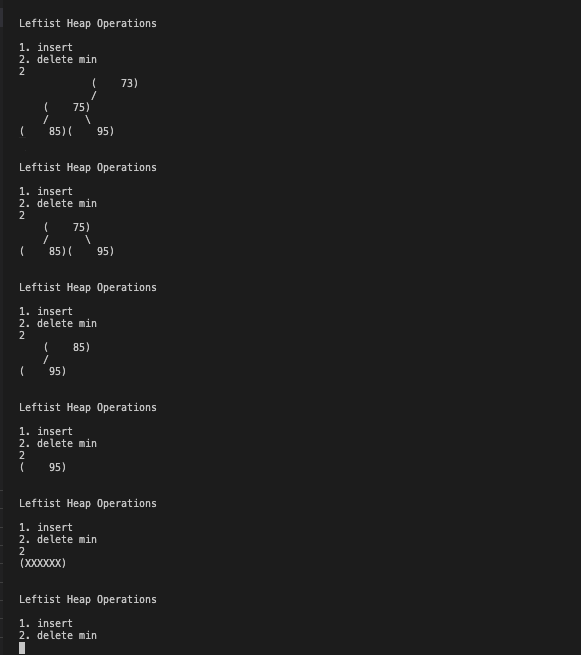 Leftist Heap Operations
1. insert
2. delete min
2
            (    73)
            /
    (    75)
    /      \
(    85)(    95)
Leftist Heap Operations
1. insert
2. delete min
2
    (    75)
    /      \
(    85)(    95)
Leftist Heap Operations
1. insert
2. delete min
2
    (    85)
    /
(    95)
Leftist Heap Operations
1. insert
2. delete min
2
(    95)
Leftist Heap Operations
1. insert
2. delete min
2
(XXXXXX)
Leftist Heap Operations
1. insert
2. delete min